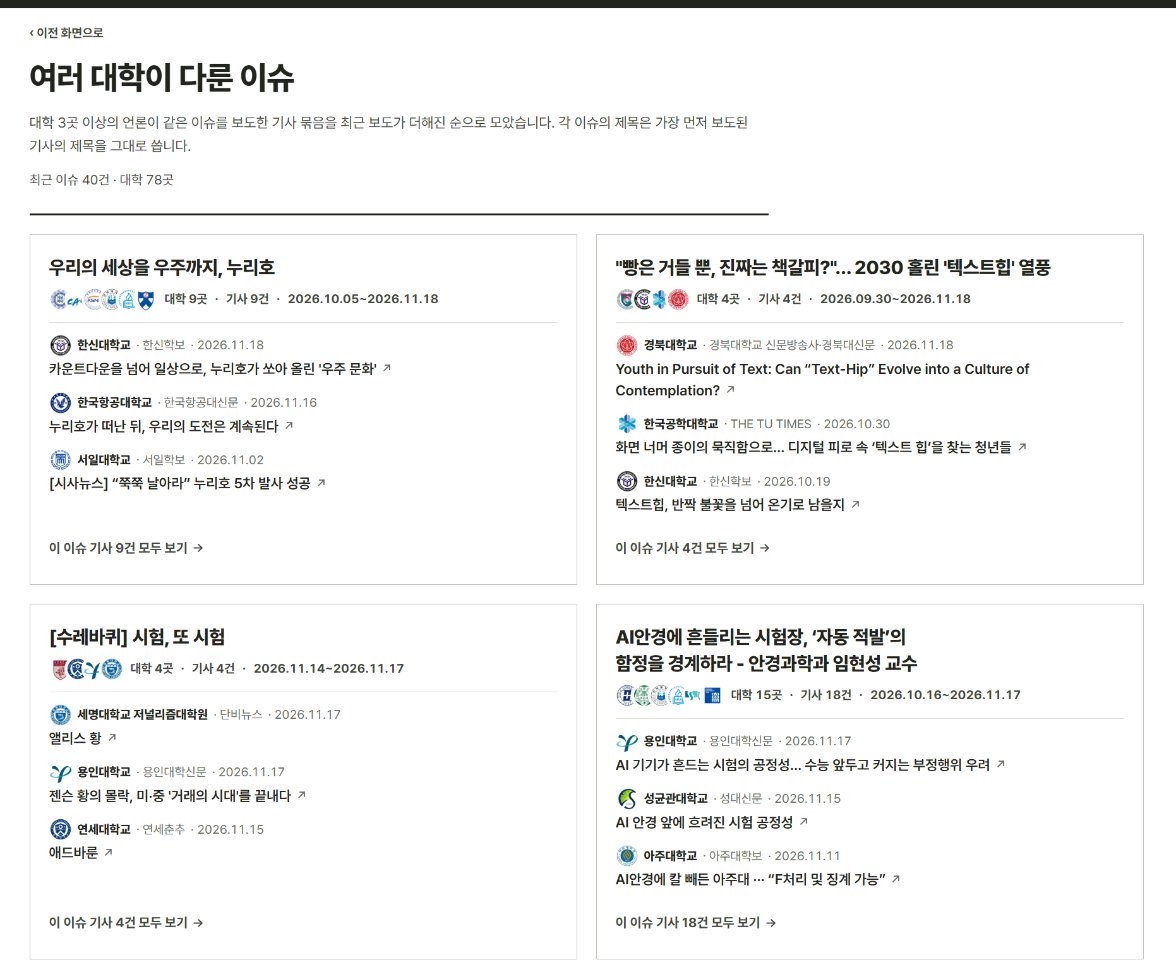 ‹ 이전 화면으로
여러 대학이 다룬 이슈
대학 3곳 이상의 언론이 같은 이슈를 보도한 기사 묶음을 최근 보도가 더해진 순으로 모았습니다. 각 이슈의 제목은 가장 먼저 보도된
기사의 제목을 그대로 씁니다.
최근 이슈 40건 · 대학 78곳
우리의 세상을 우주까지, 누리호
대학 9곳 · 기사 9건 · 2026.10.05~2026.11.18
한신대학교 · 한신학보 · 2026.11.18
카운트다운을 넘어 일상으로, 누리호가 쏘아 올린 '우주 문화' ↗
한국항공대학교 · 한국항공대신문 · 2026.11.16
누리호가 떠난 뒤, 우리의 도전은 계속된다 ↗
서일대학교 · 서일학보 · 2026.11.02
[시사뉴스] “쭉쭉 날아라” 누리호 5차 발사 성공 ↗
이 이슈 기사 9건 모두 보기 →
"빵은 거들 뿐, 진짜는 책갈피?"... 2030 홀린 '텍스트힙' 열풍
대학 4곳 · 기사 4건 · 2026.09.30~2026.11.18
경북대학교 · 경북대학교 신문방송사·경북대신문 · 2026.11.18
Youth in Pursuit of Text: Can “Text-Hip” Evolve into a Culture of
Contemplation? ↗
한국공학대학교 · THE TU TIMES · 2026.10.30
화면 너머 종이의 묵직함으로... 디지털 피로 속 ‘텍스트 힙’을 찾는 청년들 ↗
한신대학교 · 한신학보 · 2026.10.19
텍스트힙, 반짝 불꽃을 넘어 온기로 남을지 ↗
이 이슈 기사 4건 모두 보기 →
[수레바퀴] 시험, 또 시험
대학 4곳 · 기사 4건 · 2026.11.14~2026.11.17
세명대학교 저널리즘대학원 · 단비뉴스 · 2026.11.17
앨리스 황 ↗
용인대학교 · 용인대학신문 · 2026.11.17
젠슨 황의 몰락, 미·중 '거래의 시대'를 끝내다 ↗
연세대학교 · 연세춘추 · 2026.11.15
애드바룬 ↗
이 이슈 기사 4건 모두 보기 →
AI안경에 흔들리는 시험장, ‘자동 적발’의
함정을 경계하라 - 안경과학과 임현성 교수
대학 15곳 · 기사 18건 · 2026.10.16~2026.11.17
용인대학교 · 용인대학신문 · 2026.11.17
AI 기기가 흔드는 시험의 공정성... 수능 앞두고 커지는 부정행위 우려 ↗
성균관대학교 · 성대신문 · 2026.11.15
AI 안경 앞에 흐려진 시험 공정성 ↗
아주대학교 · 아주대학보 · 2026.11.11
AI안경에 칼 빼든 아주대 ··· “F처리 및 징계 가능” ↗
이 이슈 기사 18건 모두 보기 →